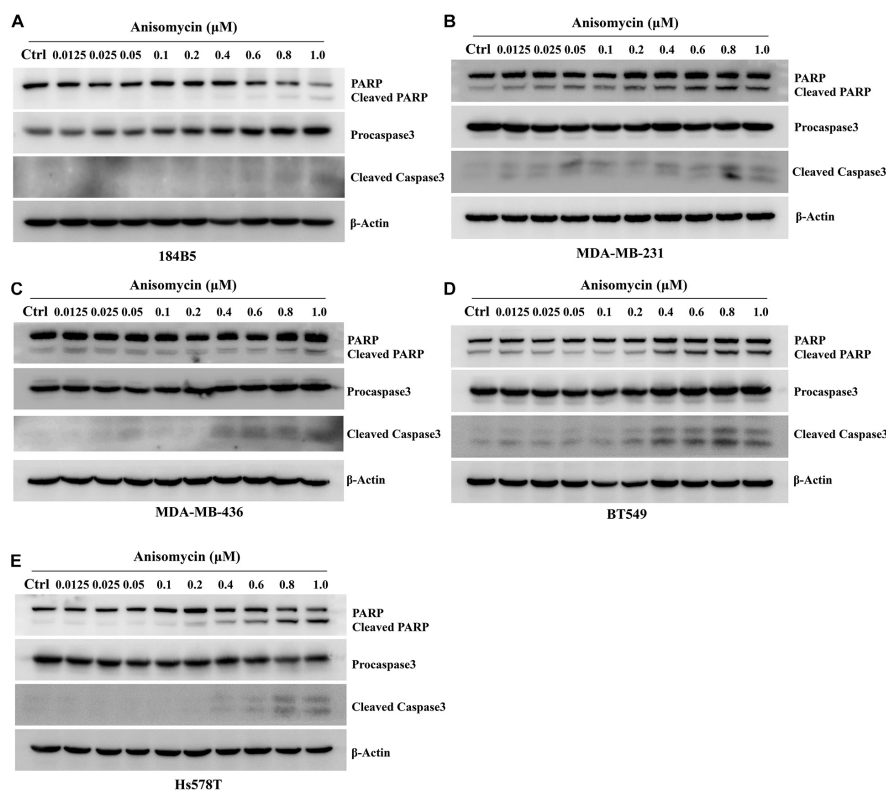 A
Anisomycin (μM)
Ctrl 0.0125 0.025 0.05 0.1 0.2 0.4 0.6 0.8 1.0
PARP
Cleaved PARP
Procaspase3
Cleaved Caspase3
β-Actin
184B5
B
Anisomycin (μM)
Ctrl 0.0125 0.025 0.05 0.1 0.2 0.4 0.6 0.8 1.0
PARP
Cleaved PARP
Procaspase3
Cleaved Caspase3
β-Actin
MDA-MB-231
C
Anisomycin (μM)
Ctrl 0.0125 0.025 0.05 0.1 0.2 0.4 0.6 0.8 1.0
PARP
Cleaved PARP
Procaspase3
Cleaved Caspase3
β-Actin
MDA-MB-436
D
Anisomycin (μM)
Ctrl 0.0125 0.025 0.05 0.1 0.2 0.4 0.6 0.8 1.0
PARP
Cleaved PARP
Procaspase3
Cleaved Caspase3
β-Actin
BT549
E
Anisomycin (μM)
Ctrl 0.0125 0.025 0.05 0.1 0.2 0.4 0.6 0.8 1.0
PARP
Cleaved PARP
Procaspase3
Cleaved Caspase3
β-Actin
Hs578T